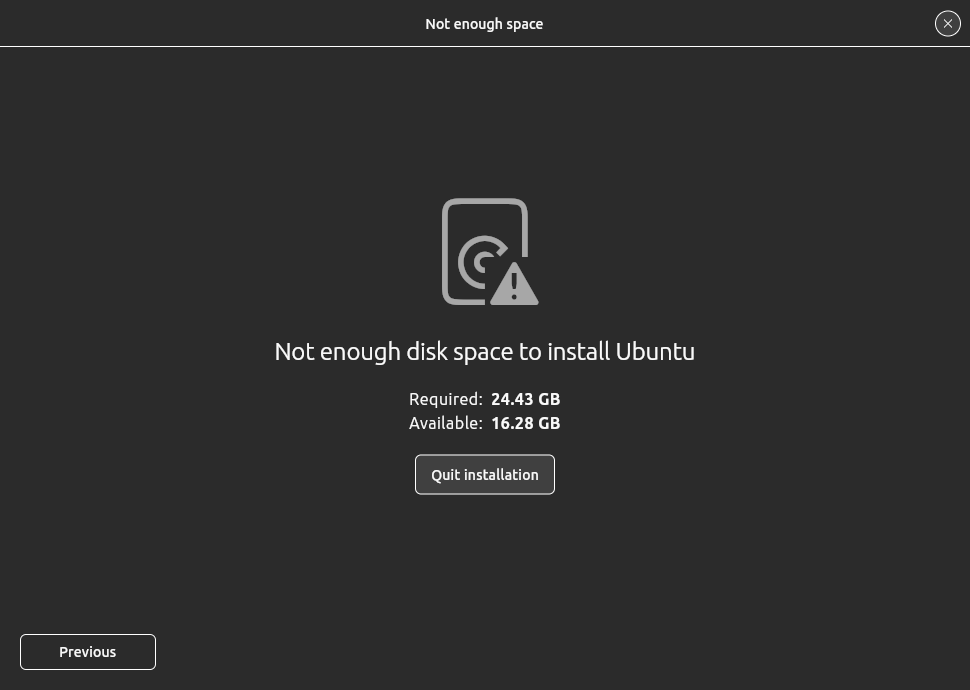 Not enough space
Not enough disk space to install Ubuntu
Required: 24.43 GB
Available: 16.28 GB
Quit installation
Previous